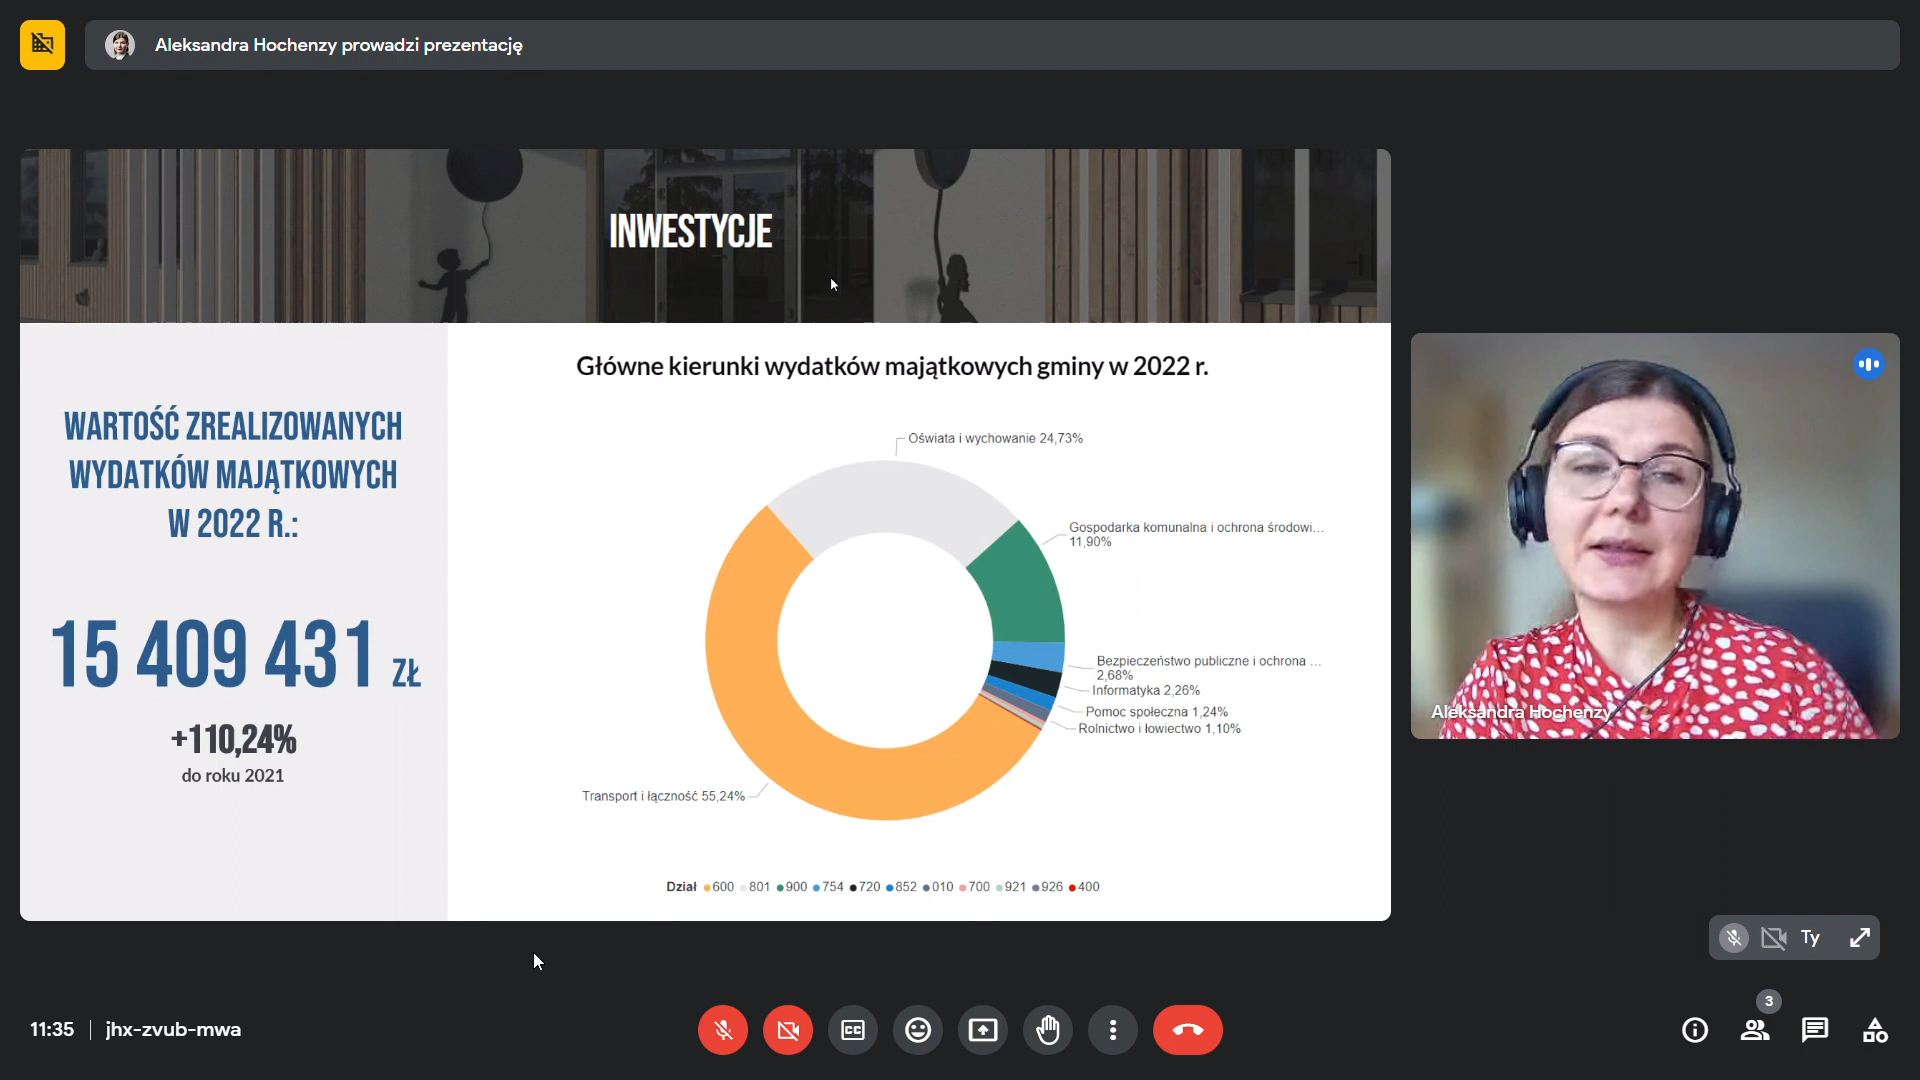 Aleksandra Hochenzy prowadzi prezentację
INWESTYCJE
WARTOŚĆ ZREALIZOWANYCH
WYDATKÓW MAJĄTKOWYCH
W 2022 R.:
15 409 431 ZŁ
+110,24%
do roku 2021
Główne kierunki wydatków majątkowych gminy w 2022 r.
Oświata i wychowanie 24,73%
Gospodarka komunalna i ochrona środowi...
11,90%
Bezpieczeństwo publiczne i ochrona ...
2,68%
Informatyka 2,26%
Pomoc społeczna 1,24%
Rolnictwo i łowiectwo 1,10%
Transport i łączność 55,24%
Dział 600 801 900 754 720 852 010 700 921 926 400
Aleksandra Hochenzy
Ty
11:35 | jhx-zvub-mwa
CC
3